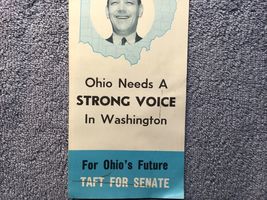 Ohio Needs A
STRONG VOICE
In Washington
For Ohio's Future
TAFT FOR SENATE